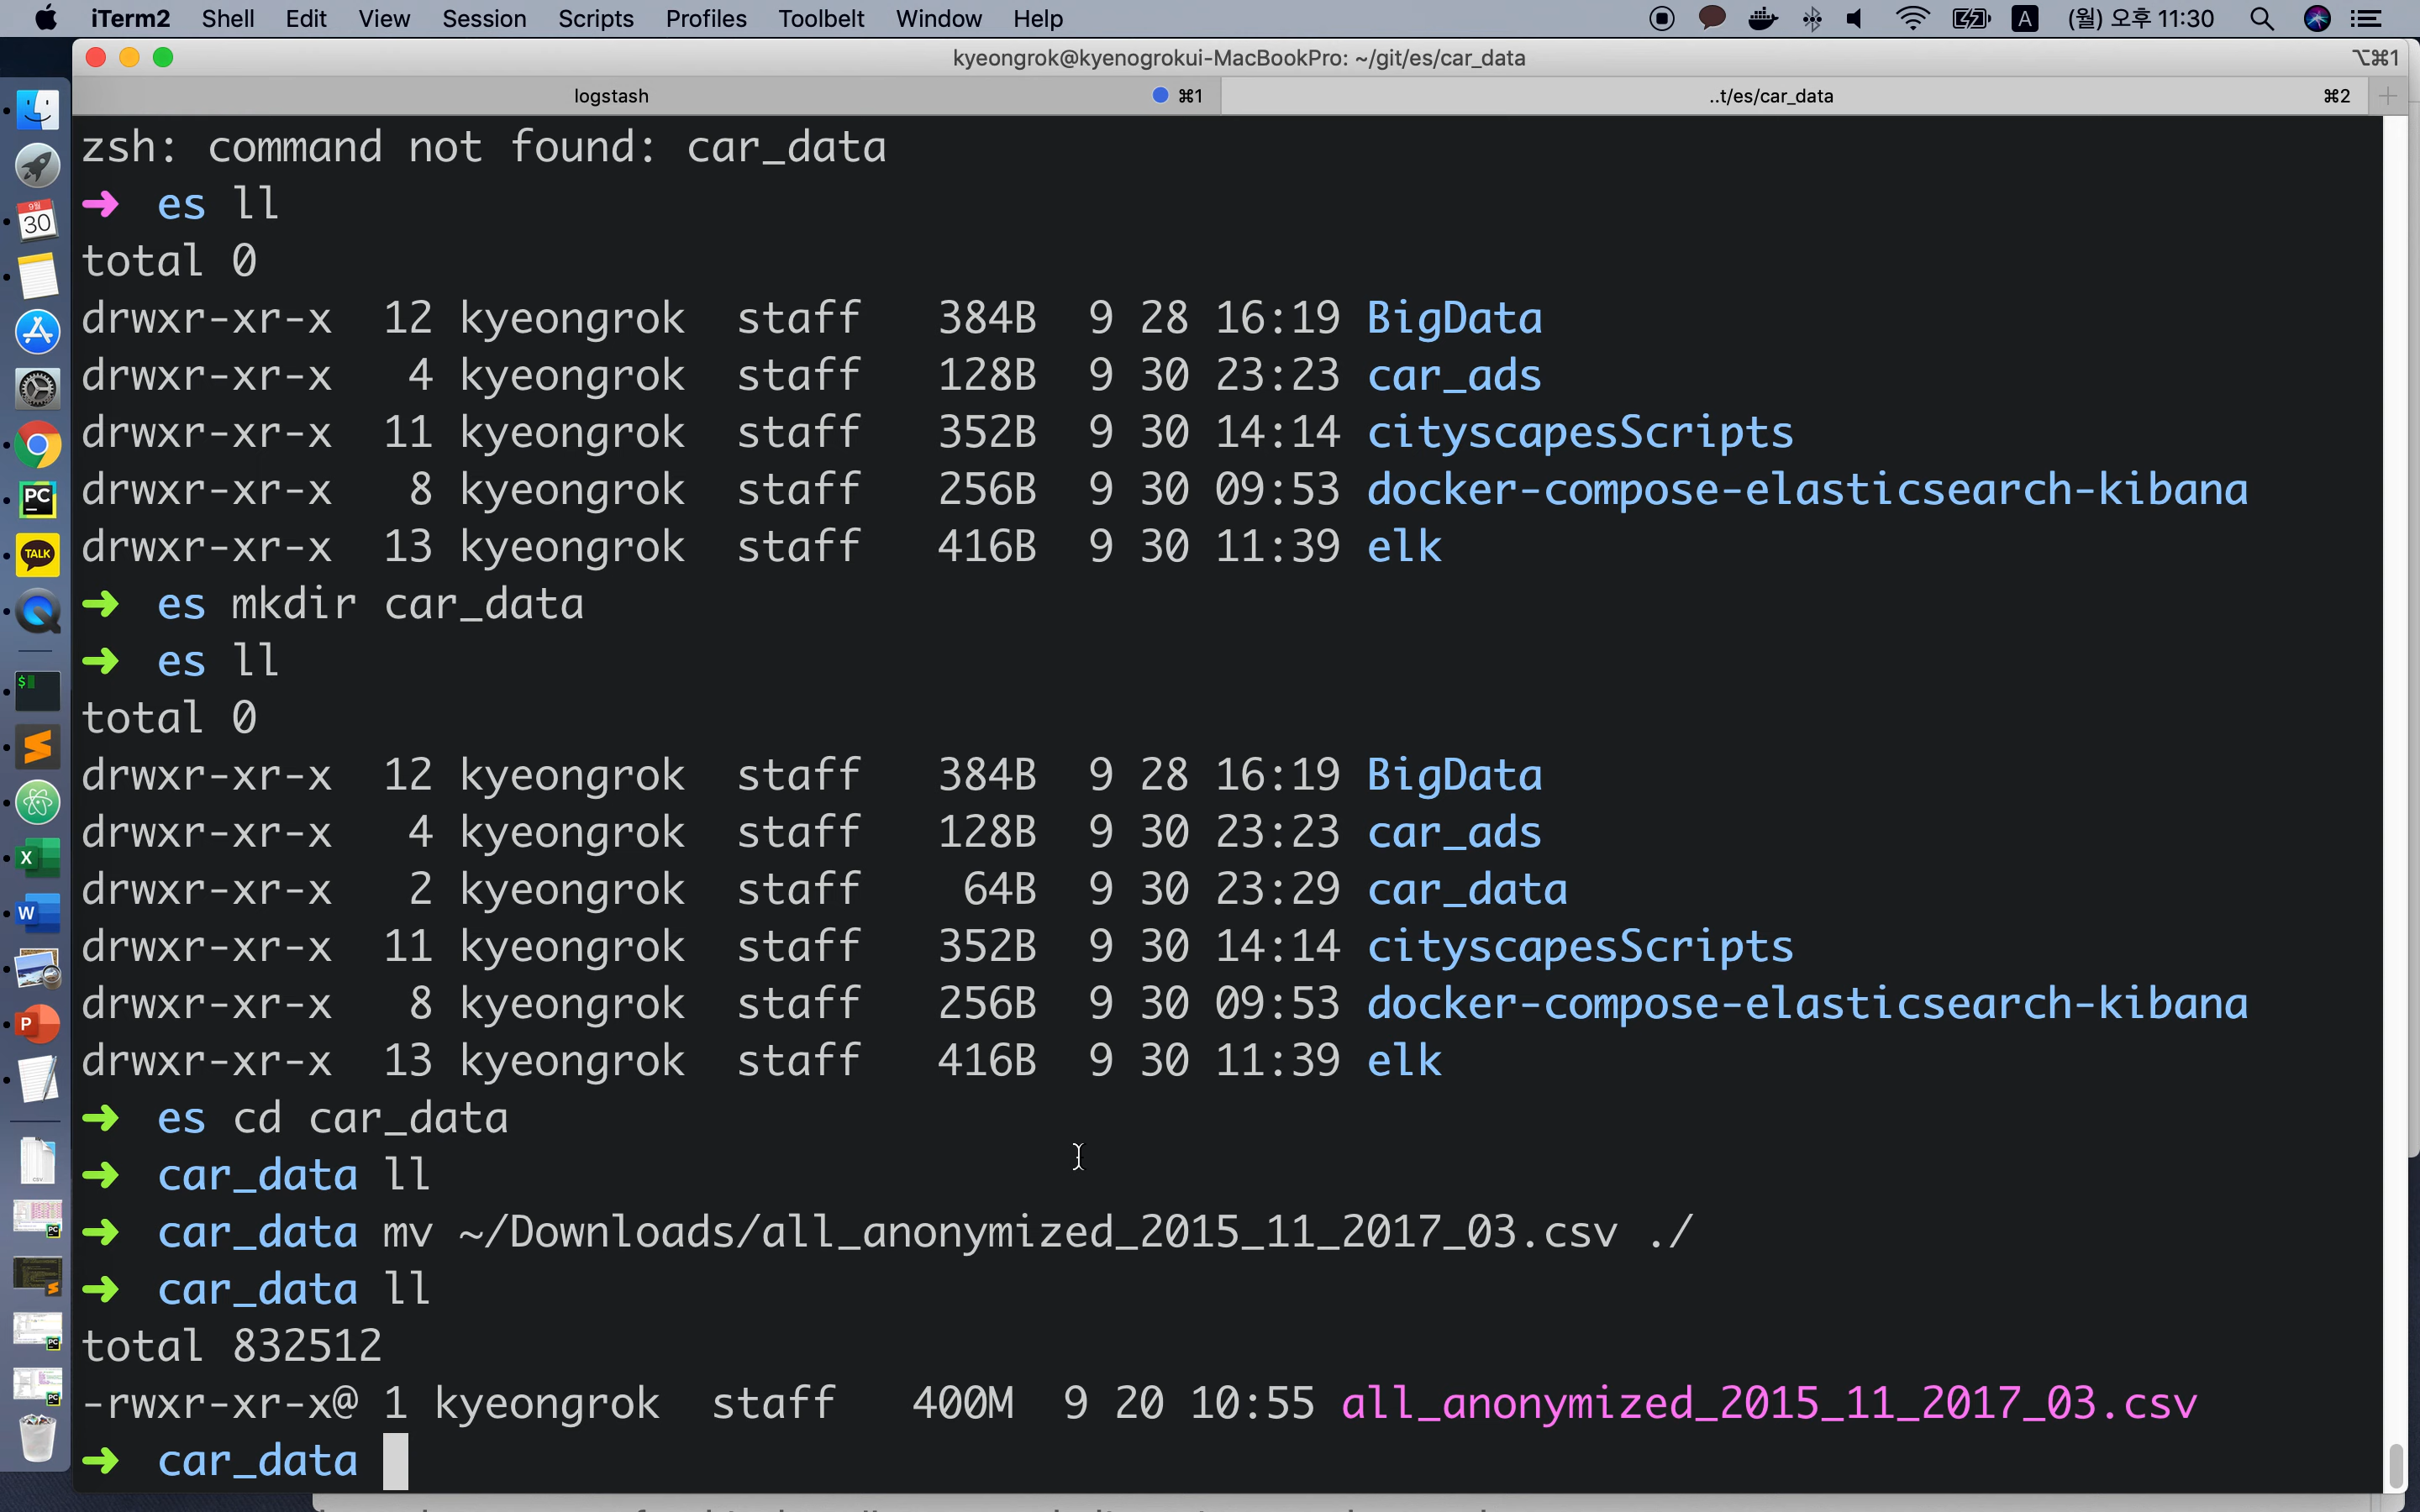 iTerm2 Shell Edit View Session Scripts Profiles Toolbelt Window Help A (월) 오후 11:30
kyeongrok@kyenogrokui-MacBookPro: ~/git/es/car_data ⌥⌘1
logstash ⌘1 ..t/es/car_data ⌘2
zsh: command not found: car_data
➜ es ll
total 0
drwxr-xr-x 12 kyeongrok staff 384B 9 28 16:19 BigData
drwxr-xr-x 4 kyeongrok staff 128B 9 30 23:23 car_ads
drwxr-xr-x 11 kyeongrok staff 352B 9 30 14:14 cityscapesScripts
drwxr-xr-x 8 kyeongrok staff 256B 9 30 09:53 docker-compose-elasticsearch-kibana
drwxr-xr-x 13 kyeongrok staff 416B 9 30 11:39 elk
➜ es mkdir car_data
➜ es ll
total 0
drwxr-xr-x 12 kyeongrok staff 384B 9 28 16:19 BigData
drwxr-xr-x 4 kyeongrok staff 128B 9 30 23:23 car_ads
drwxr-xr-x 2 kyeongrok staff 64B 9 30 23:29 car_data
drwxr-xr-x 11 kyeongrok staff 352B 9 30 14:14 cityscapesScripts
drwxr-xr-x 8 kyeongrok staff 256B 9 30 09:53 docker-compose-elasticsearch-kibana
drwxr-xr-x 13 kyeongrok staff 416B 9 30 11:39 elk
➜ es cd car_data
➜ car_data ll
➜ car_data mv ~/Downloads/all_anonymized_2015_11_2017_03.csv ./
➜ car_data ll
total 832512
-rwxr-xr-x@ 1 kyeongrok staff 400M 9 20 10:55 all_anonymized_2015_11_2017_03.csv
➜ car_data
9월
30
PC
TALK
$
X
W
P